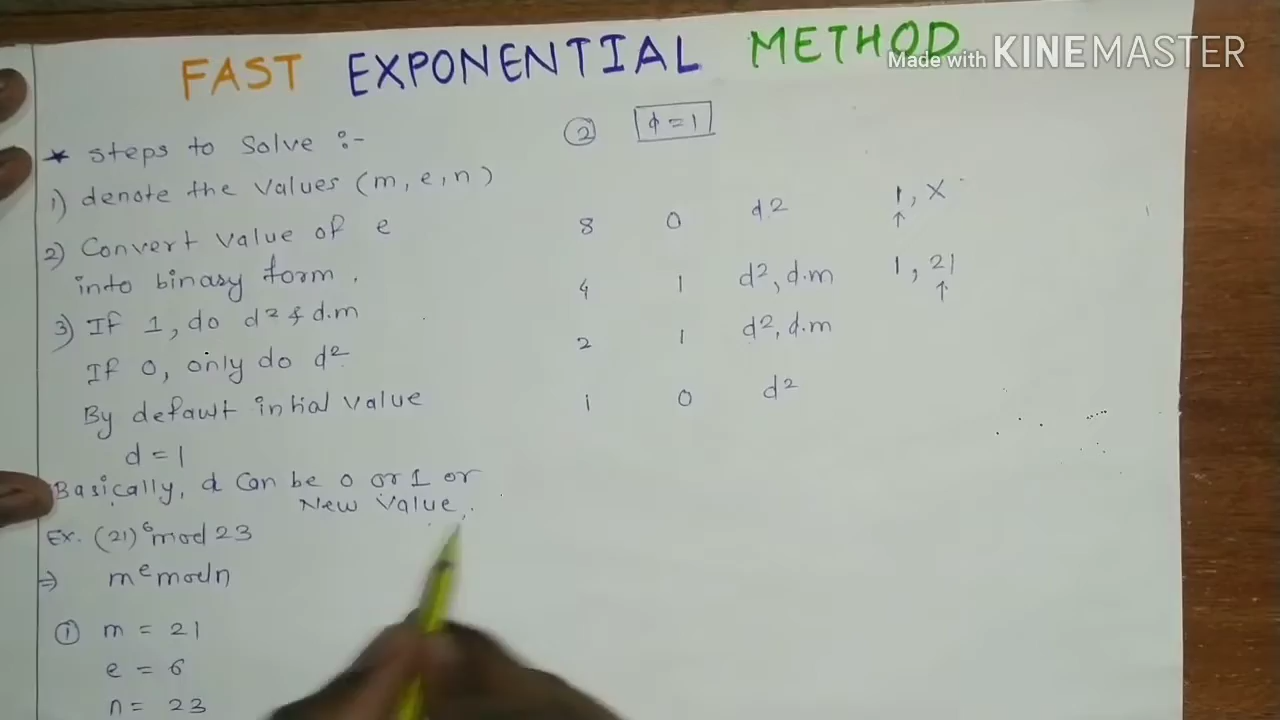 FAST EXPONENTIAL METHOD
Made with KINEMASTER
* steps to solve :-
1) denote the values (m, e, n)
2) Convert value of e
into binary form.
3) If 1, do d² & d.m
If 0, only do d²
By default initial value
d = 1
Basically, d can be 0 or 1 or
New value.
Ex. (21)⁶ mod 23
⇒ mᵉ mod n
① m = 21
e = 6
n = 23
② d = 1
8 0 d² 1, X
↑
4 1 d², d.m 1, 21
↑
2 1 d², d.m
1 0 d²